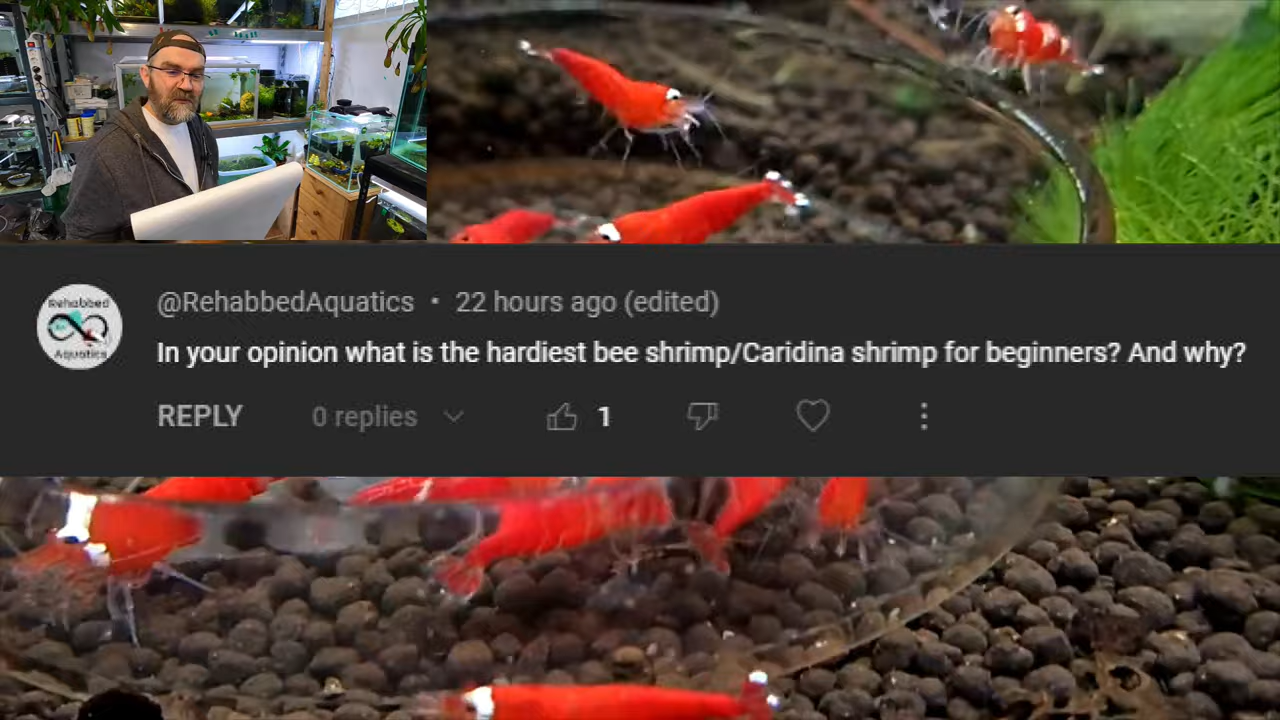 @RehabbedAquatics • 22 hours ago (edited)
Rehabbed
Aquatics
In your opinion what is the hardiest bee shrimp/Caridina shrimp for beginners? And why?
REPLY 0 replies 1